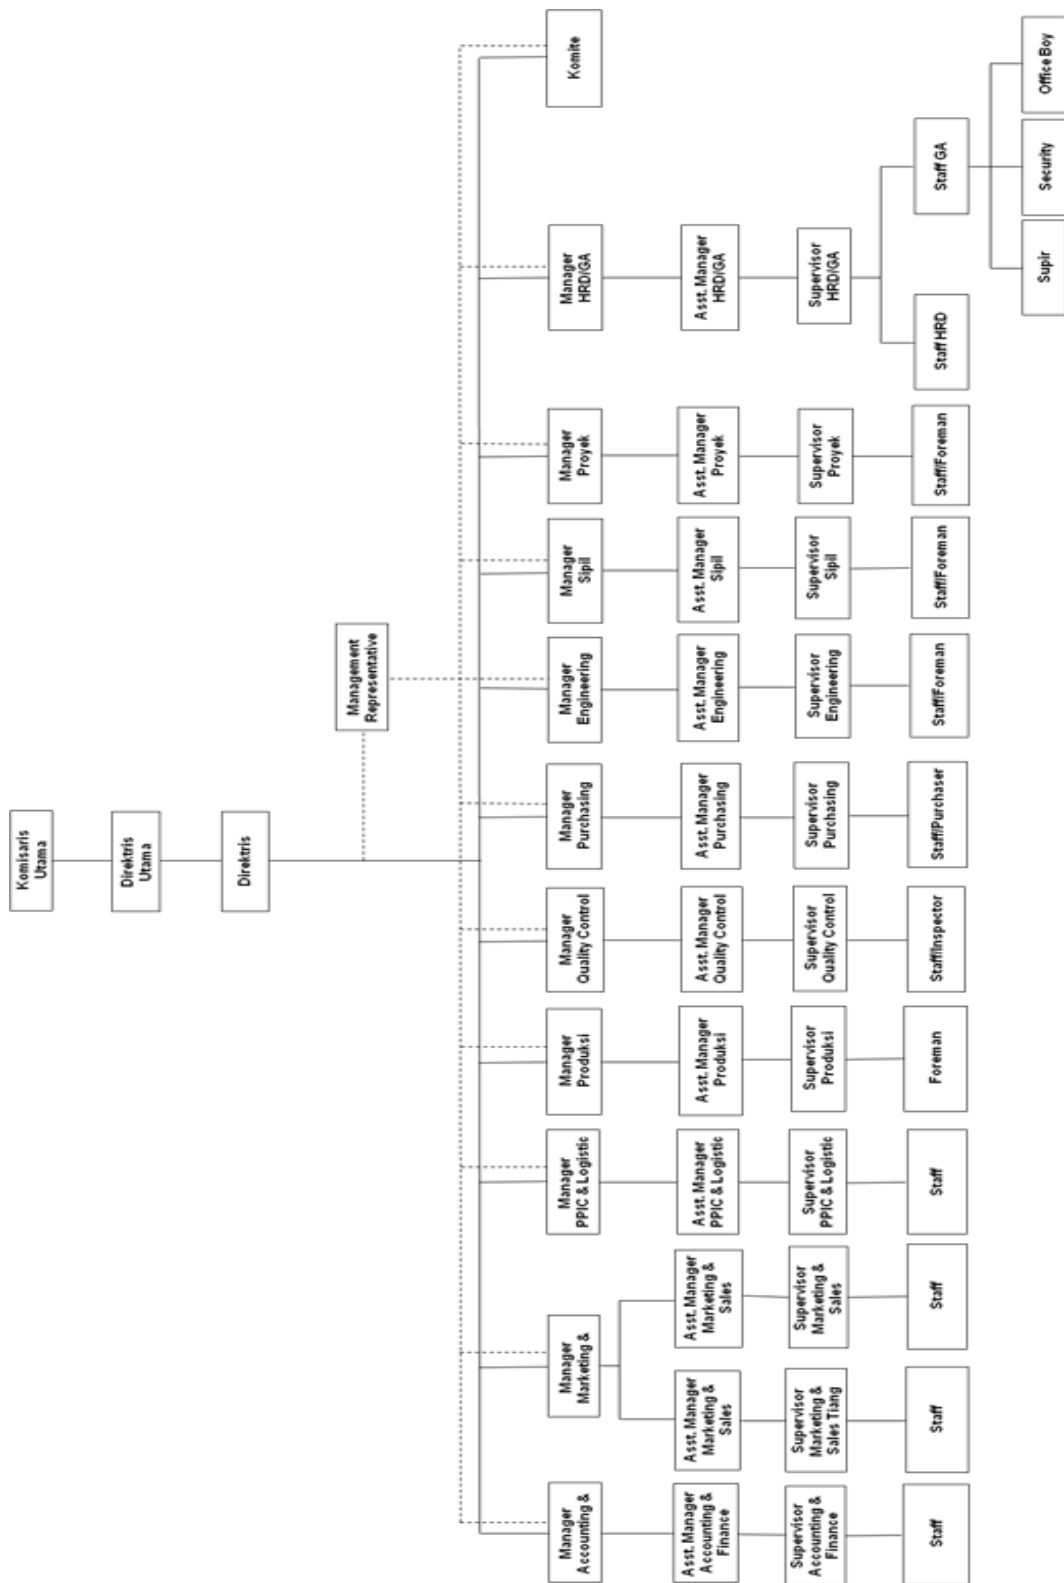 Komisaris
Utama
Direktris
Utama
Direktris
Management
Representative
Manager
Accounting &
Manager
Marketing &
Manager
PPIC & Logistic
Manager
Produksi
Manager
Quality Control
Manager
Purchasing
Manager
Engineering
Manager
Sipil
Manager
Proyek
Manager
HRD/GA
Komite
Asst. Manager
Accounting &
Finance
Asst. Manager
Marketing &
Sales
Asst. Manager
Marketing &
Sales
Asst. Manager
PPIC & Logistic
Asst. Manager
Produksi
Asst. Manager
Quality Control
Asst. Manager
Purchasing
Asst. Manager
Engineering
Asst. Manager
Sipil
Asst. Manager
Proyek
Asst. Manager
HRD/GA
Supervisor
Accounting &
Finance
Supervisor
Marketing &
Sales Tiang
Supervisor
Marketing &
Sales
Supervisor
PPIC & Logistic
Supervisor
Produksi
Supervisor
Quality Control
Supervisor
Purchasing
Supervisor
Engineering
Supervisor
Sipil
Supervisor
Proyek
Supervisor
HRD/GA
Staff
Staff
Staff
Staff
Foreman
Staff/Inspector
Staff/Purchaser
Staff/Foreman
Staff/Foreman
Staff/Foreman
Staff HRD
Staff GA
Supir
Security
Office Boy